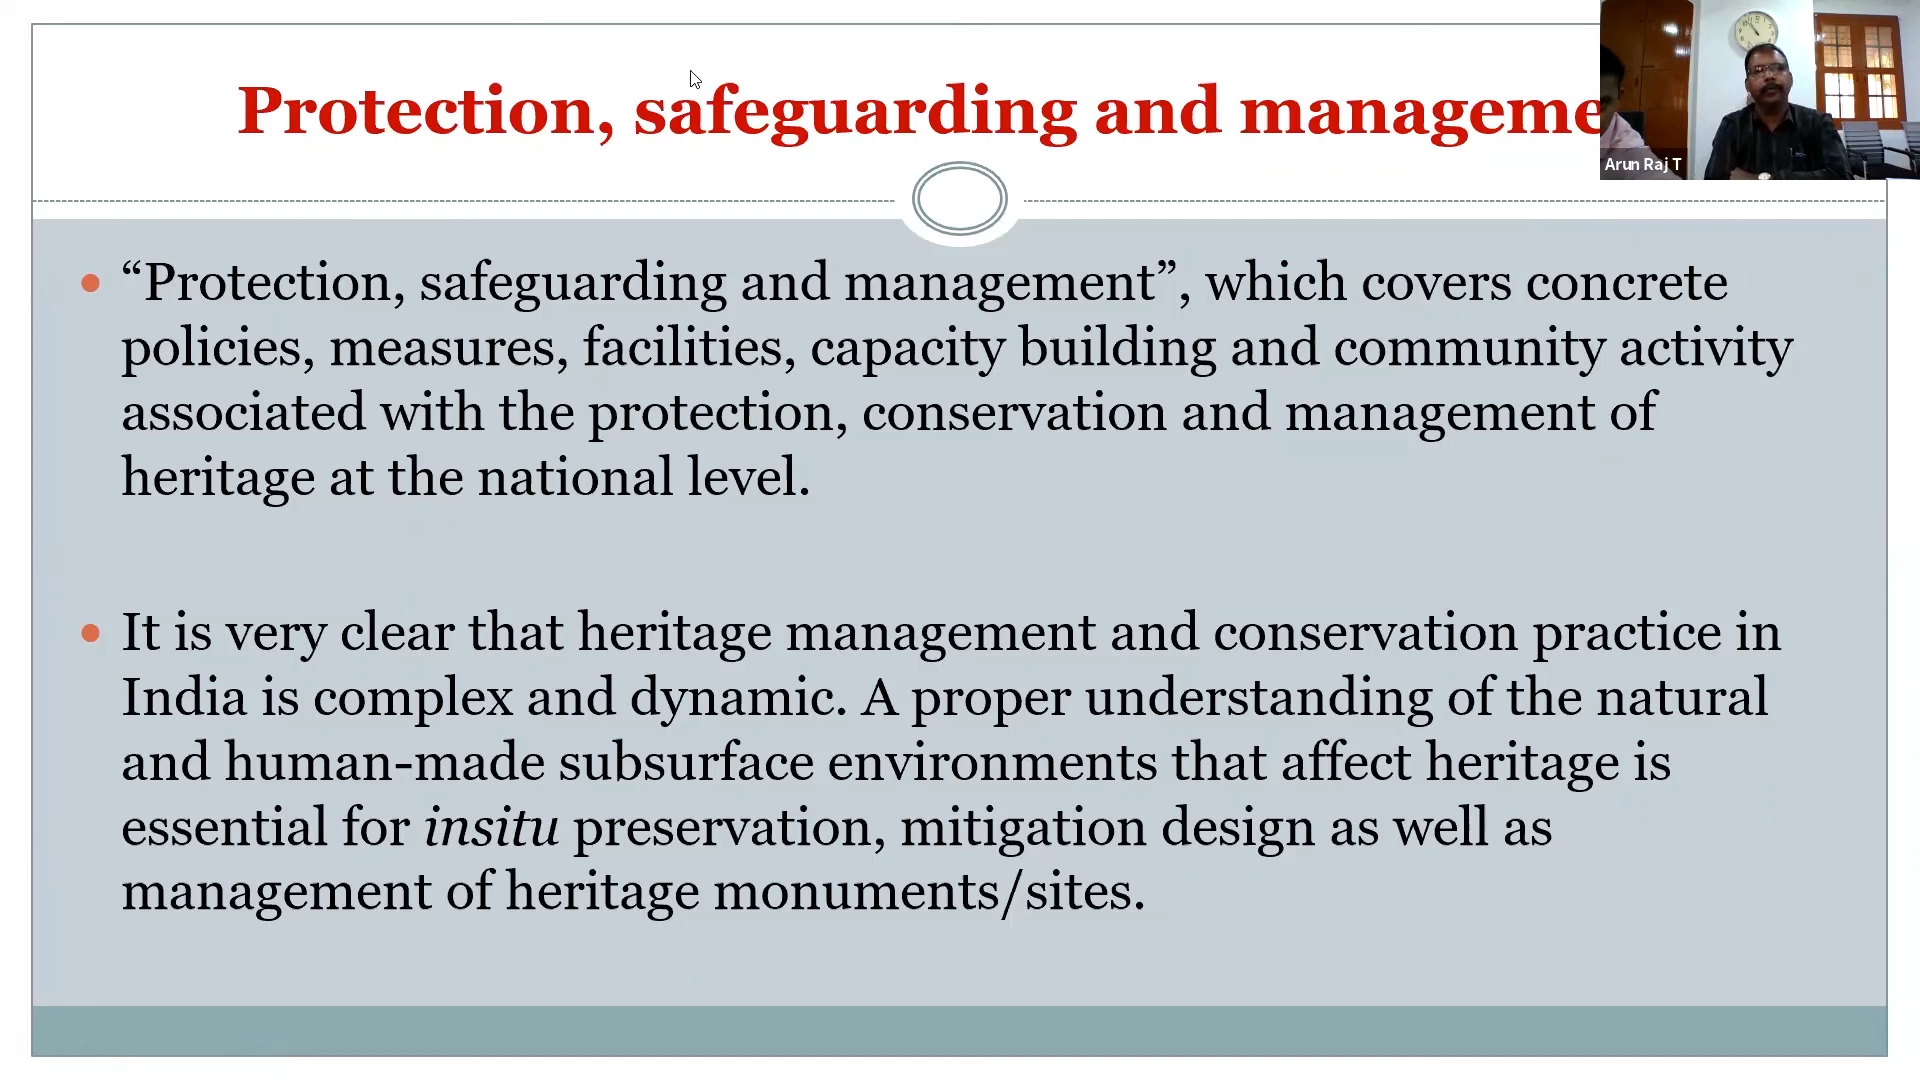 Protection, safeguarding and manageme
Arun Raj T
• “Protection, safeguarding and management”, which covers concrete
policies, measures, facilities, capacity building and community activity
associated with the protection, conservation and management of
heritage at the national level.
• It is very clear that heritage management and conservation practice in
India is complex and dynamic. A proper understanding of the natural
and human-made subsurface environments that affect heritage is
essential for insitu preservation, mitigation design as well as
management of heritage monuments/sites.